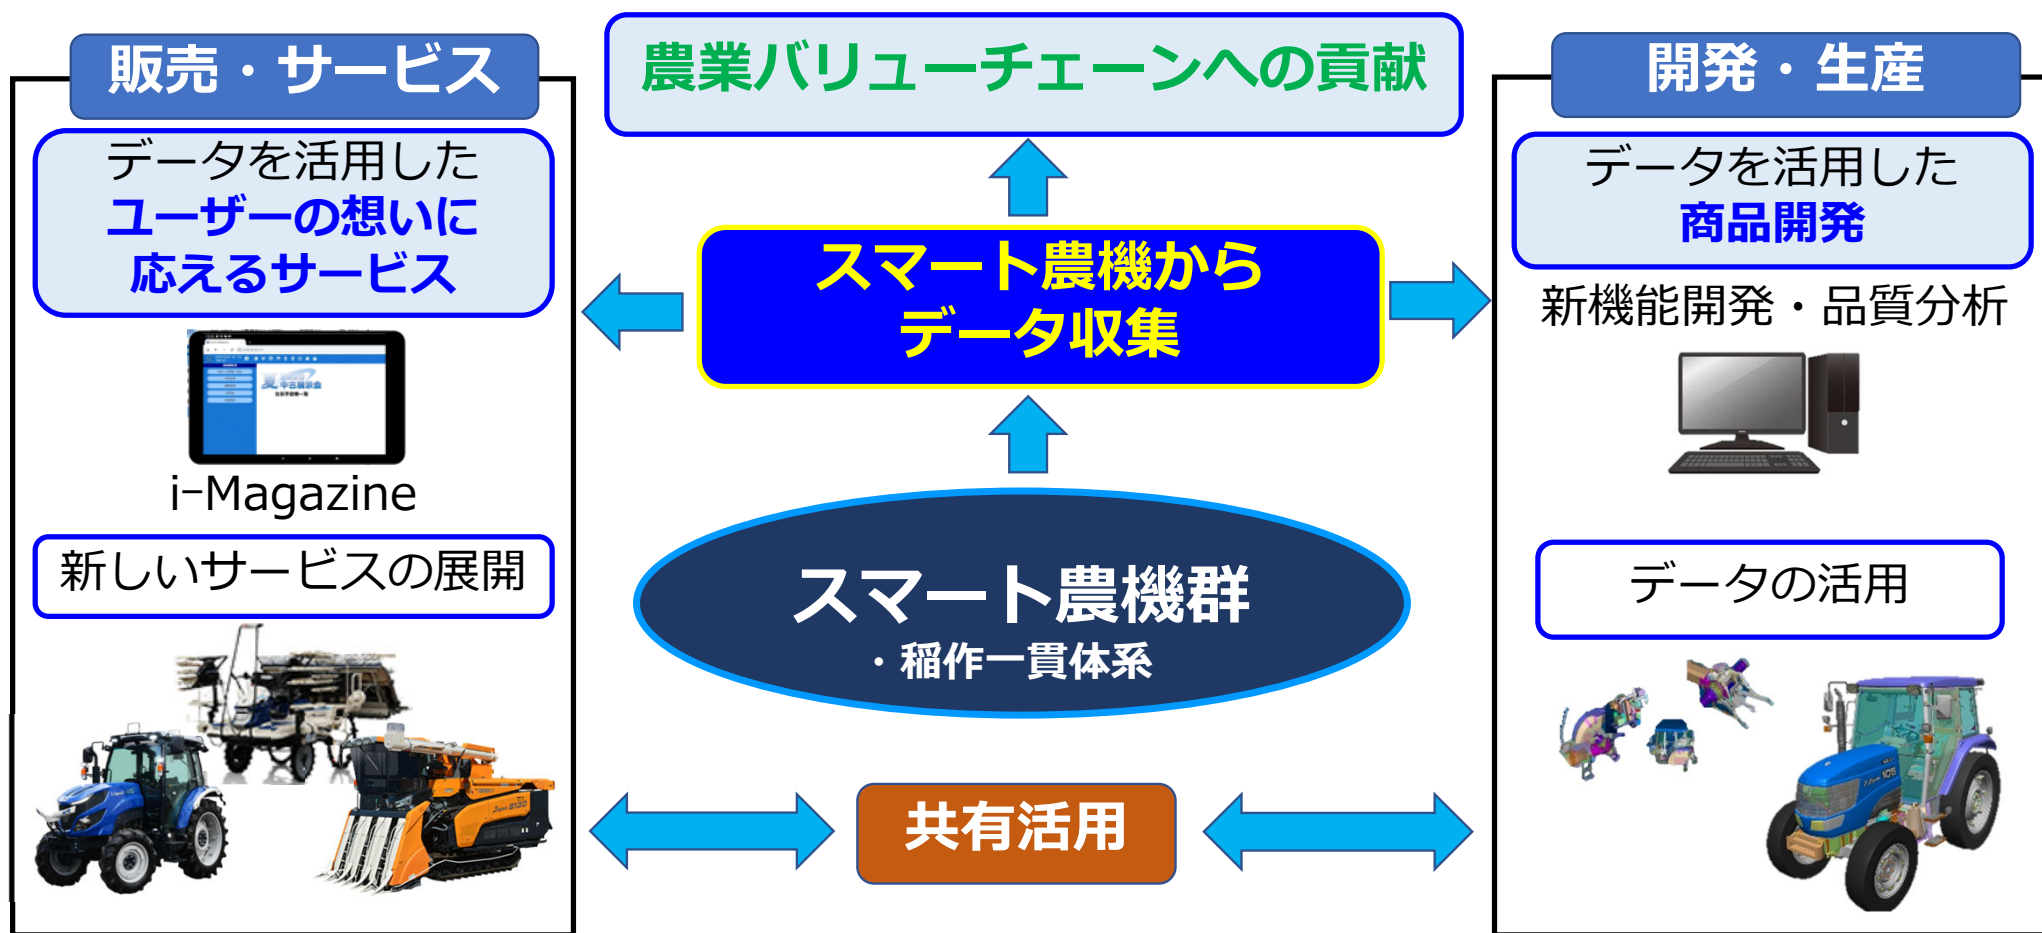 販売・サービス
データを活用した
ユーザーの想いに
応えるサービス
中古展示会
i-Magazine
新しいサービスの展開
農業バリューチェーンへの貢献
スマート農機から
データ収集
スマート農機群
・稲作一貫体系
共有活用
開発・生産
データを活用した
商品開発
新機能開発・品質分析
データの活用
105